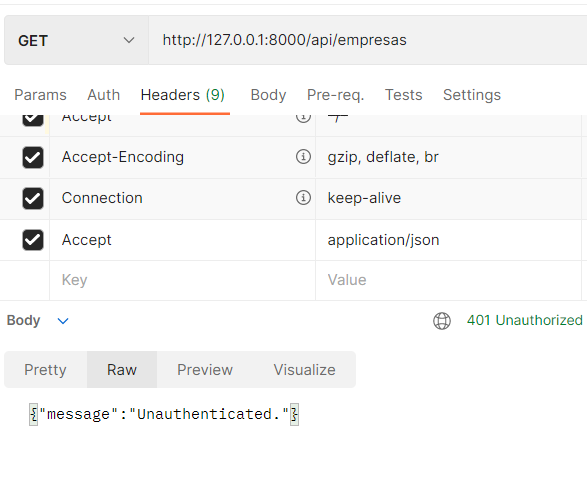 GET http://127.0.0.1:8000/api/empresas
Params Auth Headers (9) Body Pre-req. Tests Settings
Accept */*
Accept-Encoding gzip, deflate, br
Connection keep-alive
Accept application/json
Key Value
Body 401 Unauthorized
Pretty Raw Preview Visualize
{"message":"Unauthenticated."}